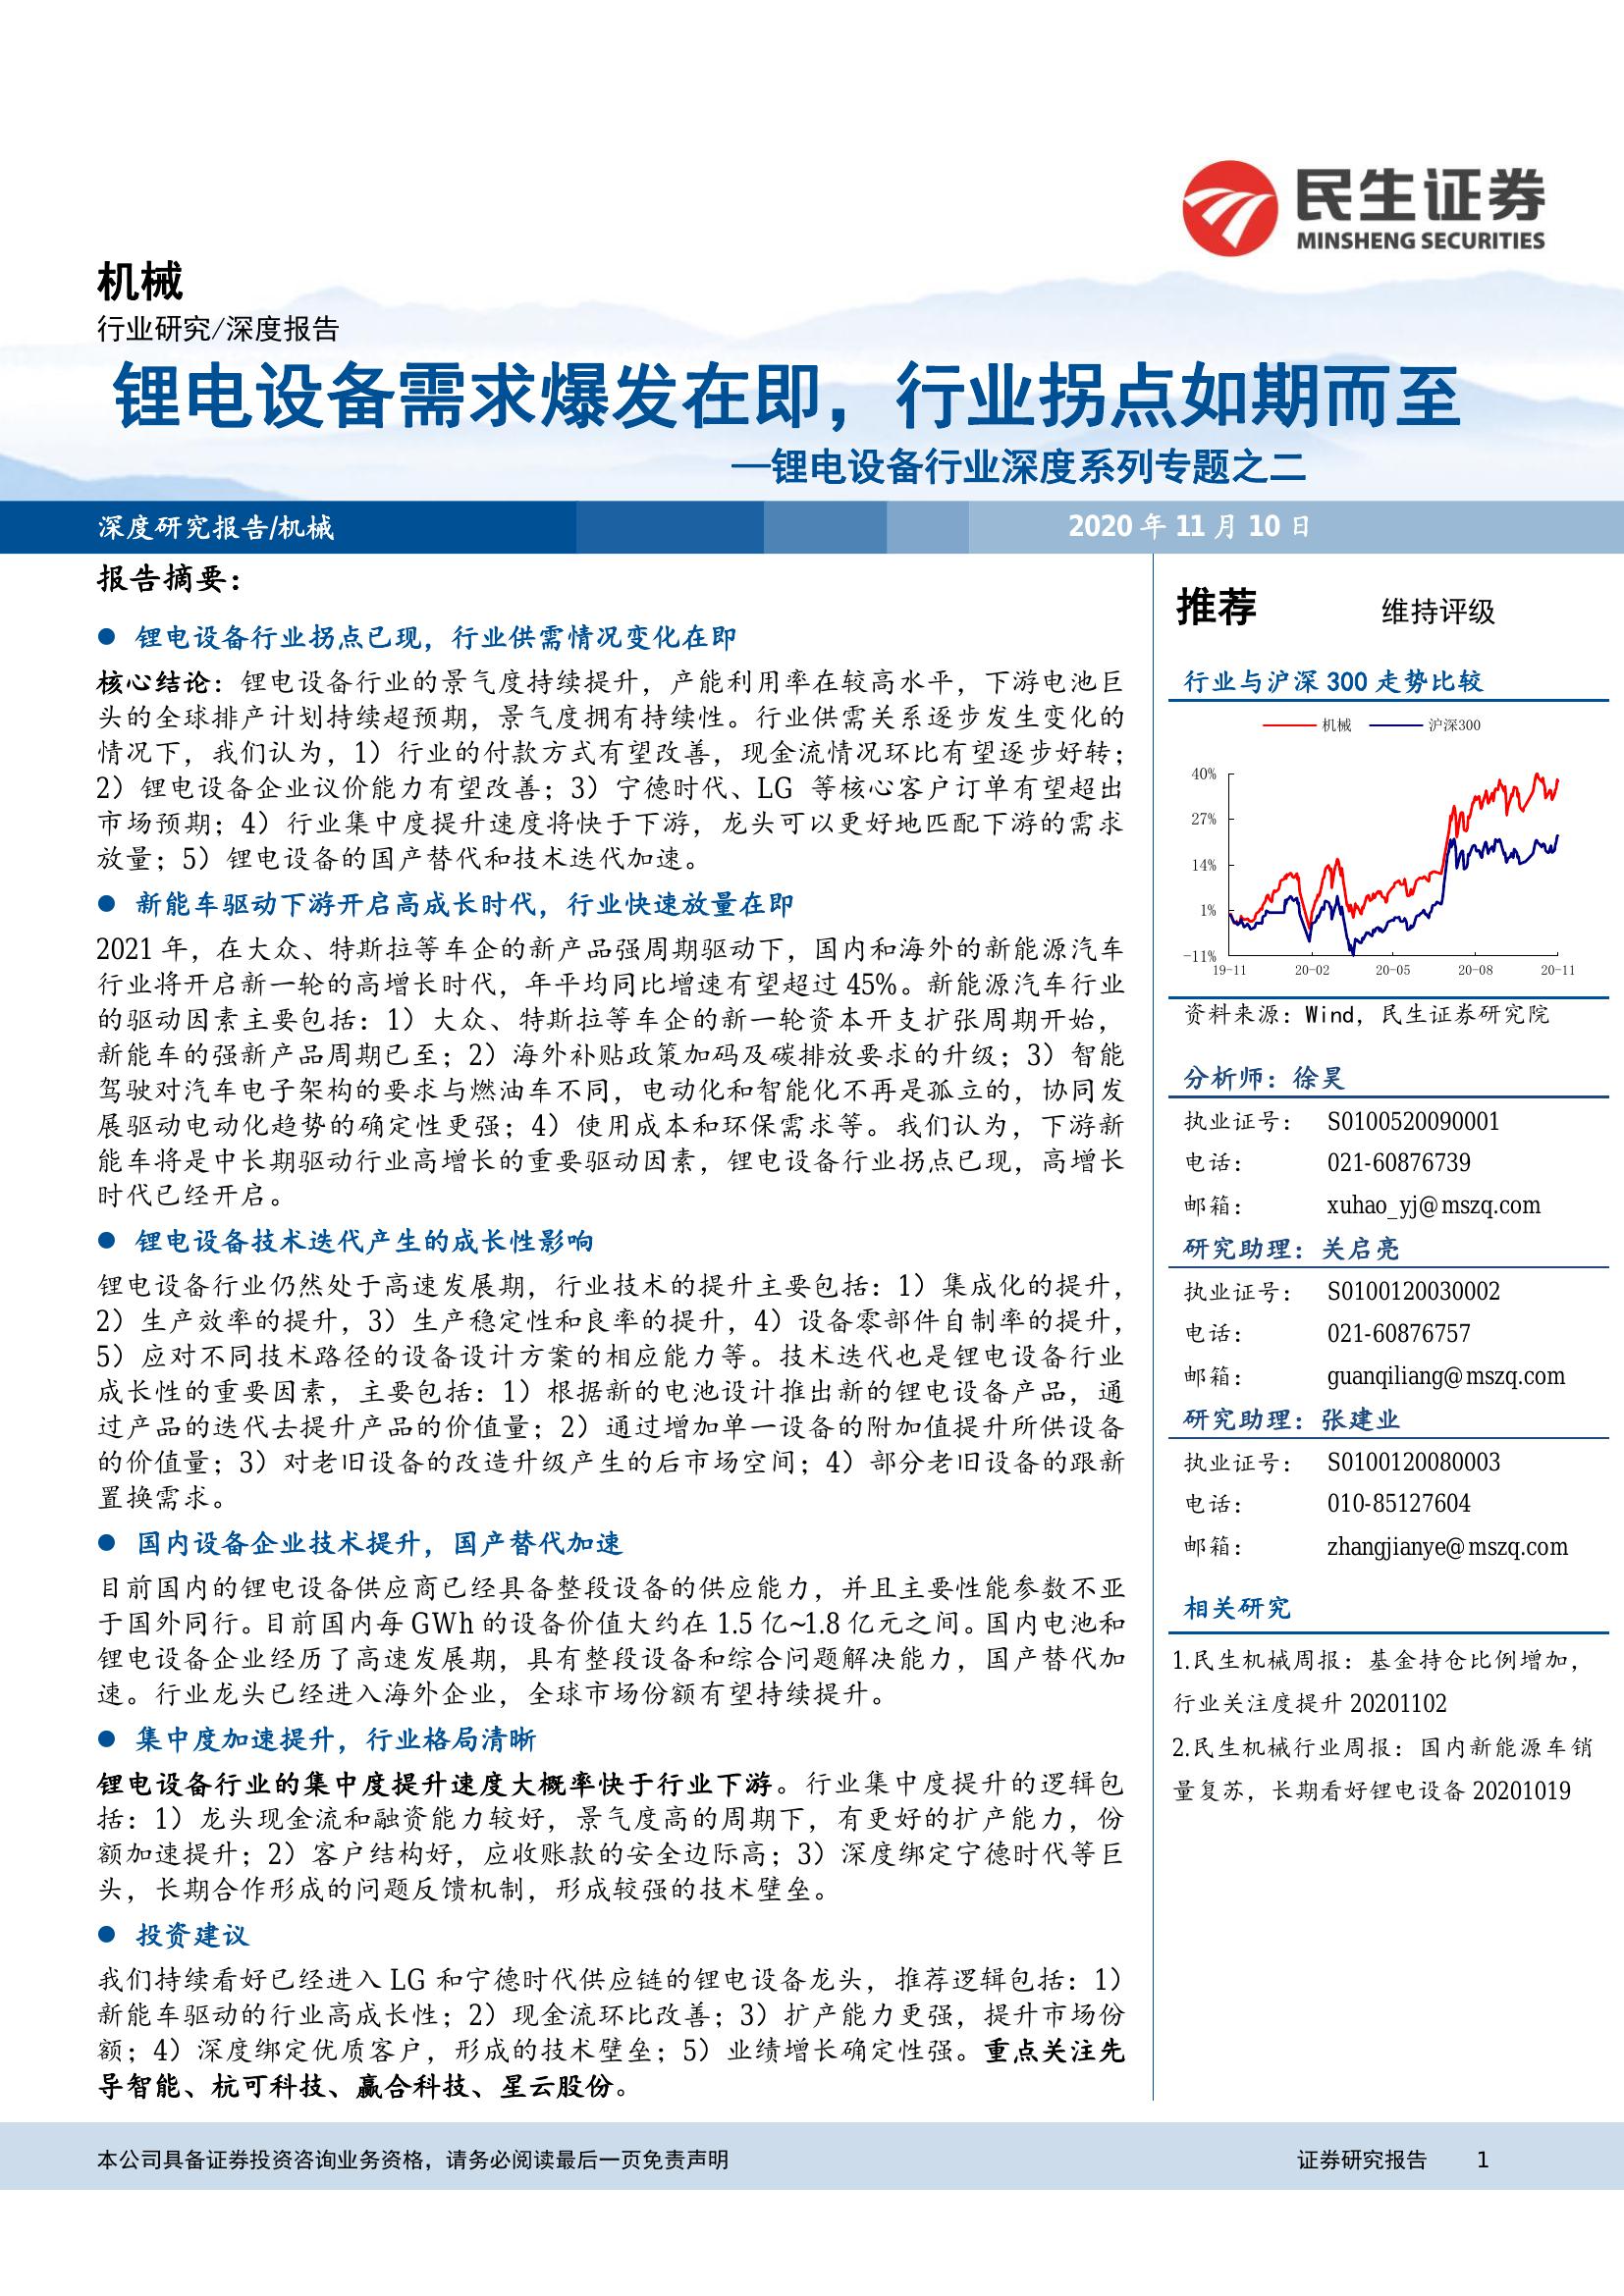 民生证券
MINSHENG SECURITIES
机械
行业研究/深度报告
锂电设备需求爆发在即，行业拐点如期而至
—锂电设备行业深度系列专题之二
深度研究报告/机械
2020 年 11 月 10 日
报告摘要：
● 锂电设备行业拐点已现，行业供需情况变化在即
核心结论：锂电设备行业的景气度持续提升，产能利用率在较高水平，下游电池巨
头的全球排产计划持续超预期，景气度拥有持续性。行业供需关系逐步发生变化的
情况下，我们认为，1）行业的付款方式有望改善，现金流情况环比有望逐步好转；
2）锂电设备企业议价能力有望改善；3）宁德时代、LG 等核心客户订单有望超出
市场预期；4）行业集中度提升速度将快于下游，龙头可以更好地匹配下游的需求
放量；5）锂电设备的国产替代和技术迭代加速。
● 新能车驱动下游开启高成长时代，行业快速放量在即
2021 年，在大众、特斯拉等车企的新产品强周期驱动下，国内和海外的新能源汽车
行业将开启新一轮的高增长时代，年平均同比增速有望超过 45%。新能源汽车行业
的驱动因素主要包括：1）大众、特斯拉等车企的新一轮资本开支扩张周期开始，
新能车的强新产品周期已至；2）海外补贴政策加码及碳排放要求的升级；3）智能
驾驶对汽车电子架构的要求与燃油车不同，电动化和智能化不再是孤立的，协同发
展驱动电动化趋势的确定性更强；4）使用成本和环保需求等。我们认为，下游新
能车将是中长期驱动行业高增长的重要驱动因素，锂电设备行业拐点已现，高增长
时代已经开启。
● 锂电设备技术迭代产生的成长性影响
锂电设备行业仍然处于高速发展期，行业技术的提升主要包括：1）集成化的提升，
2）生产效率的提升，3）生产稳定性和良率的提升，4）设备零部件自制率的提升，
5）应对不同技术路径的设备设计方案的相应能力等。技术迭代也是锂电设备行业
成长性的重要因素，主要包括：1）根据新的电池设计推出新的锂电设备产品，通
过产品的迭代去提升产品的价值量；2）通过增加单一设备的附加值提升所供设备
的价值量；3）对老旧设备的改造升级产生的后市场空间；4）部分老旧设备的跟新
置换需求。
● 国内设备企业技术提升，国产替代加速
目前国内的锂电设备供应商已经具备整段设备的供应能力，并且主要性能参数不亚
于国外同行。目前国内每 GWh 的设备价值大约在 1.5 亿~1.8 亿元之间。国内电池和
锂电设备企业经历了高速发展期，具有整段设备和综合问题解决能力，国产替代加
速。行业龙头已经进入海外企业，全球市场份额有望持续提升。
● 集中度加速提升，行业格局清晰
锂电设备行业的集中度提升速度大概率快于行业下游。行业集中度提升的逻辑包
括：1）龙头现金流和融资能力较好，景气度高的周期下，有更好的扩产能力，份
额加速提升；2）客户结构好，应收账款的安全边际高；3）深度绑定宁德时代等巨
头，长期合作形成的问题反馈机制，形成较强的技术壁垒。
● 投资建议
我们持续看好已经进入 LG 和宁德时代供应链的锂电设备龙头，推荐逻辑包括：1）
新能车驱动的行业高成长性；2）现金流环比改善；3）扩产能力更强，提升市场份
额；4）深度绑定优质客户，形成的技术壁垒；5）业绩增长确定性强。重点关注先
导智能、杭可科技、赢合科技、星云股份。
推荐 维持评级
行业与沪深 300 走势比较
机械 沪深300
40%
27%
14%
1%
-11%
19-11 20-02 20-05 20-08 20-11
资料来源：Wind，民生证券研究院
分析师：徐昊
执业证号： S0100520090001
电话： 021-60876739
邮箱： xuhao_yj@mszq.com
研究助理：关启亮
执业证号： S0100120030002
电话： 021-60876757
邮箱： guanqiliang@mszq.com
研究助理：张建业
执业证号： S0100120080003
电话： 010-85127604
邮箱： zhangjianye@mszq.com
相关研究
1.民生机械周报：基金持仓比例增加，
行业关注度提升 20201102
2.民生机械行业周报：国内新能源车销
量复苏，长期看好锂电设备 20201019
本公司具备证券投资咨询业务资格，请务必阅读最后一页免责声明
证券研究报告 1